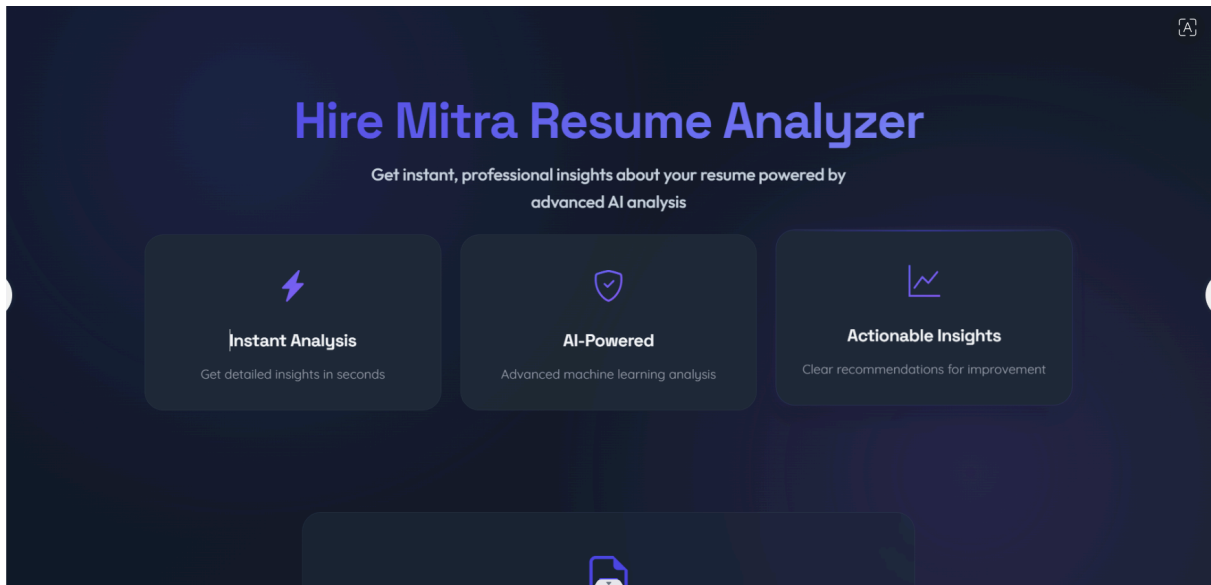 Hire Mitra Resume Analyzer
Get instant, professional insights about your resume powered by
advanced AI analysis
Instant Analysis
Get detailed insights in seconds
AI-Powered
Advanced machine learning analysis
Actionable Insights
Clear recommendations for improvement